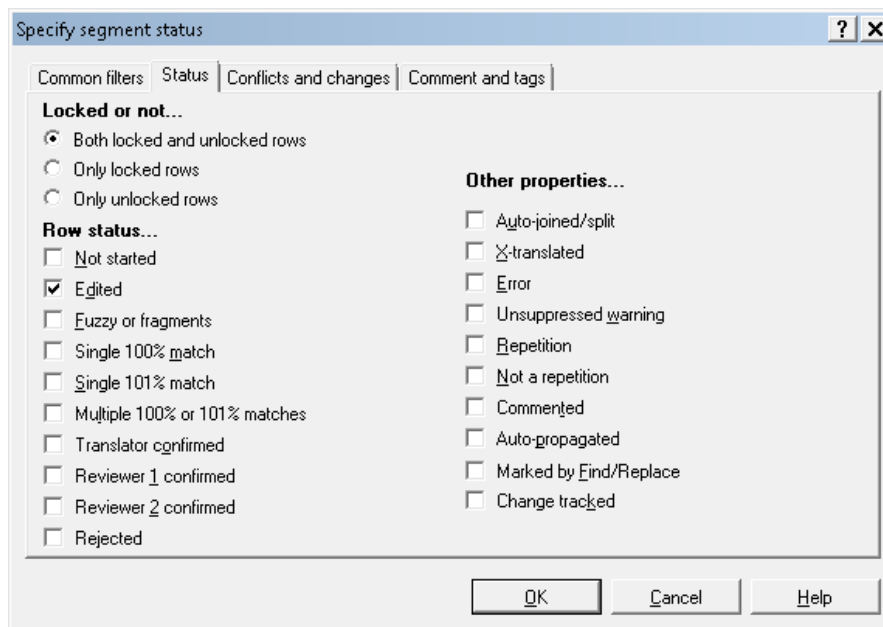 Specify segment status
Common filters
Status
Conflicts and changes
Comment and tags
Locked or not...
Both locked and unlocked rows
Only locked rows
Only unlocked rows
Row status...
Not started
Edited
Fuzzy or fragments
Single 100% match
Single 101% match
Multiple 100% or 101% matches
Translator confirmed
Reviewer 1 confirmed
Reviewer 2 confirmed
Rejected
Other properties...
Auto-joined/split
X-translated
Error
Unsuppressed warning
Repetition
Not a repetition
Commented
Auto-propagated
Marked by Find/Replace
Change tracked
OK
Cancel
Help